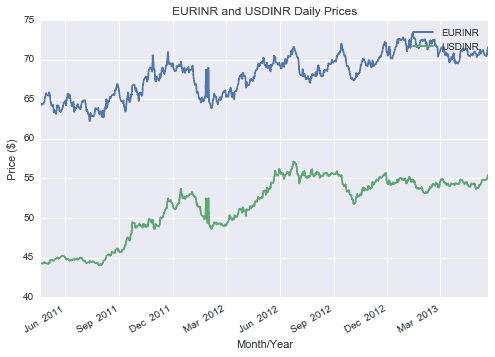 EURINR and USDINR Daily Prices
75
70
65
60
55
50
45
40
Price ($)
EURINR
USDINR
Jun 2011
Sep 2011
Dec 2011
Mar 2012
Jun 2012
Sep 2012
Dec 2012
Mar 2013
Month/Year